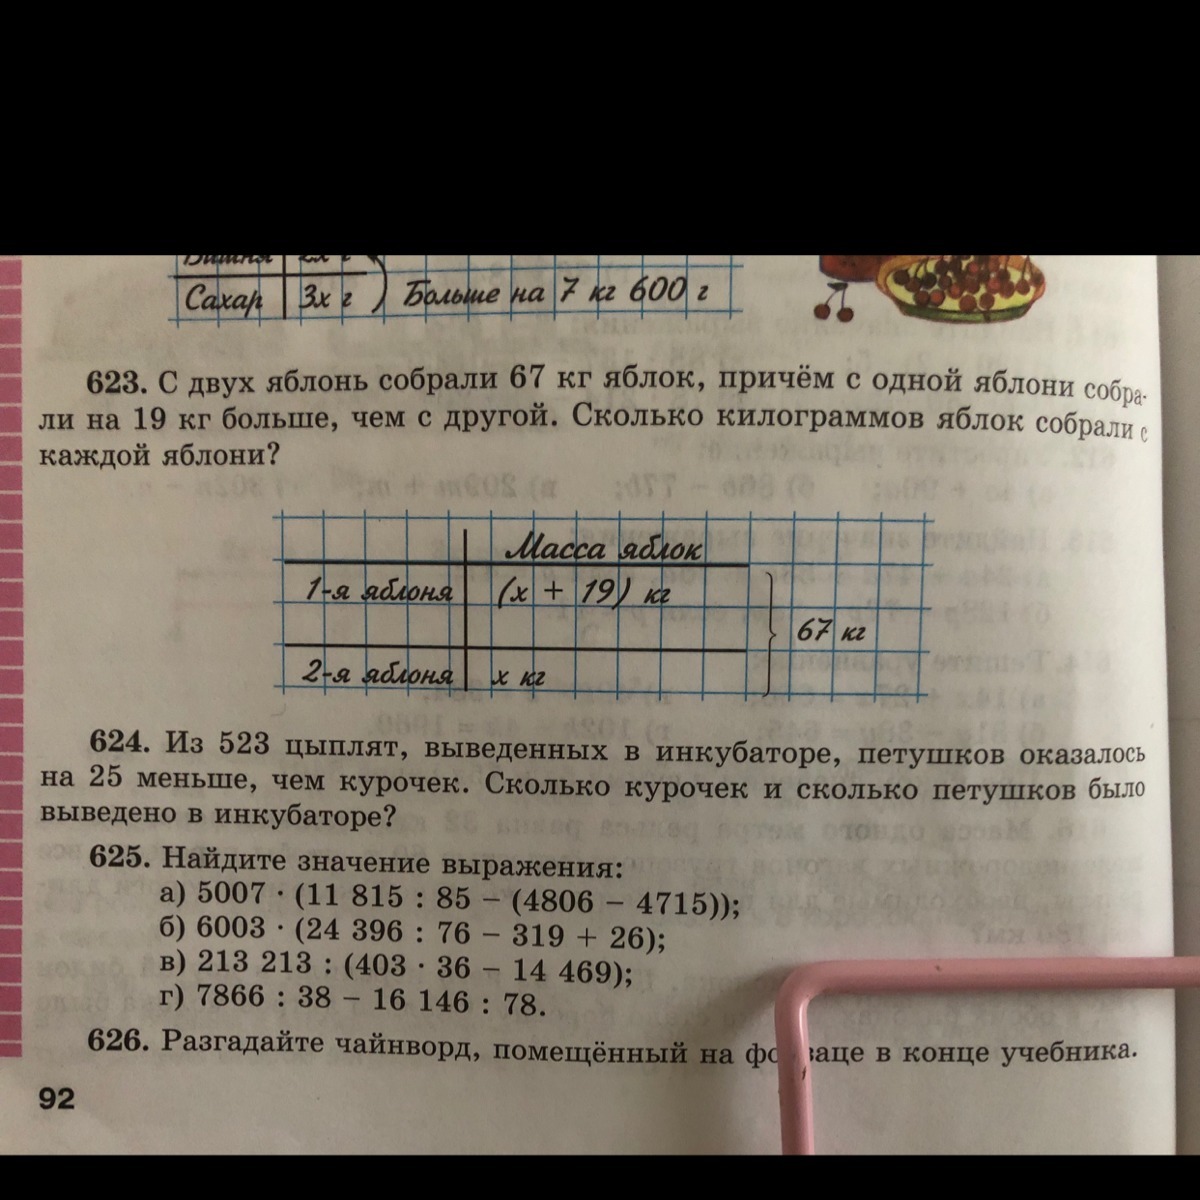 Сахар 3x г Больше на 7 кг 600 г
623. С двух яблонь собрали 67 кг яблок, причём с одной яблони собра-
ли на 19 кг больше, чем с другой. Сколько килограммов яблок собрали с
каждой яблони?
Масса яблок
1-я яблоня (x + 19) кг
67 кг
2-я яблоня x кг
624. Из 523 цыплят, выведенных в инкубаторе, петушков оказалось
на 25 меньше, чем курочек. Сколько курочек и сколько петушков было
выведено в инкубаторе?
625. Найдите значение выражения:
а) 5007 · (11 815 : 85 − (4806 − 4715));
б) 6003 · (24 396 : 76 − 319 + 26);
в) 213 213 : (403 · 36 − 14 469);
г) 7866 : 38 − 16 146 : 78.
626. Разгадайте чайнворд, помещённый на в конце учебника.
92